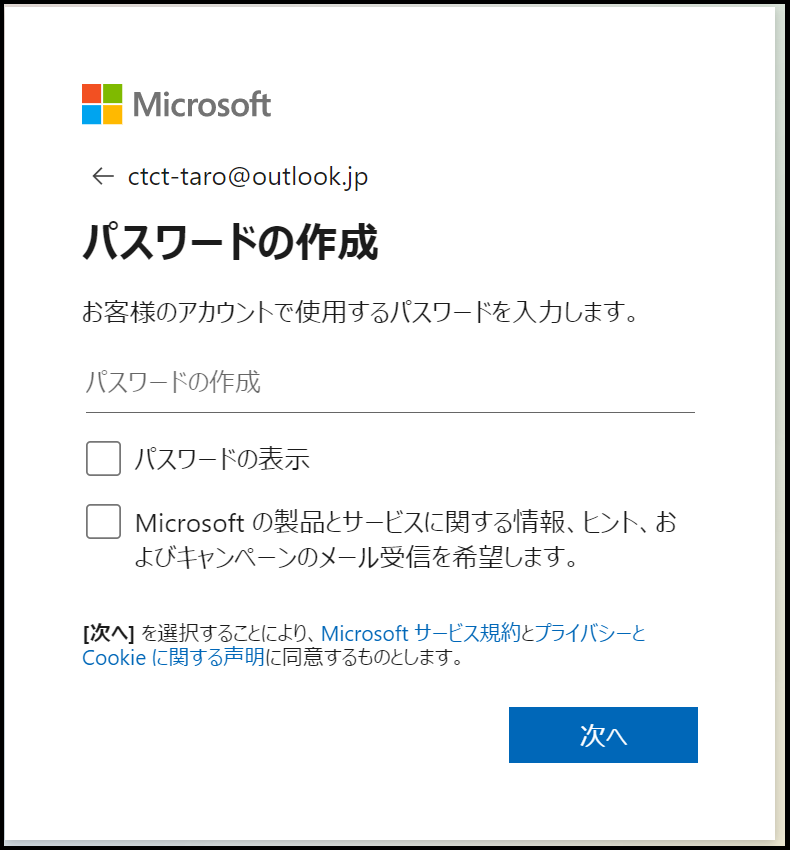 Microsoft
← ctct-taro@outlook.jp
パスワードの作成
お客様のアカウントで使用するパスワードを入力します。
パスワードの作成
パスワードの表示
Microsoft の製品とサービスに関する情報、ヒント、お
よびキャンペーンのメール受信を希望します。
[次へ] を選択することにより、Microsoft サービス規約とプライバシーと
Cookie に関する声明に同意するものとします。
次へ